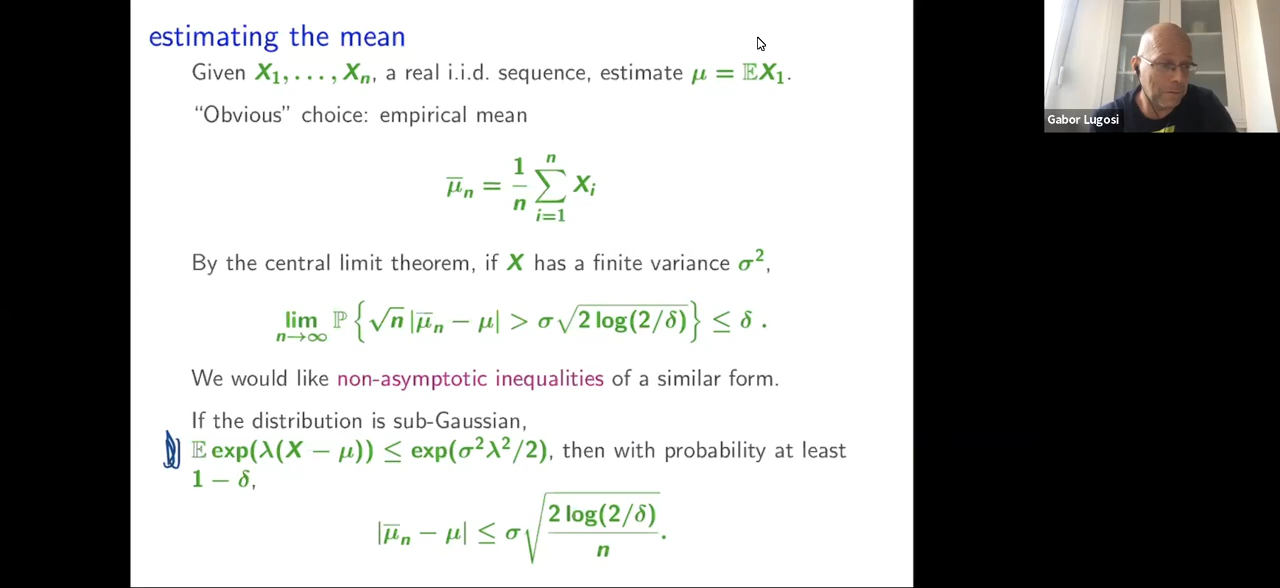 estimating the mean
Given X₁, . . . , Xₙ, a real i.i.d. sequence, estimate μ = 𝔼X₁.
“Obvious” choice: empirical mean
μ̅ₙ = 1/n ∑ᵢ₌₁ⁿ Xᵢ
By the central limit theorem, if X has a finite variance σ²,
lim_{n→∞} ℙ{√n |μ̅ₙ − μ| > σ√(2 log(2/δ))} ≤ δ .
We would like non-asymptotic inequalities of a similar form.
If the distribution is sub-Gaussian,
𝔼 exp(λ(X − μ)) ≤ exp(σ²λ²/2), then with probability at least
1 − δ,
|μ̅ₙ − μ| ≤ σ√(2 log(2/δ)/n).
Gabor Lugosi